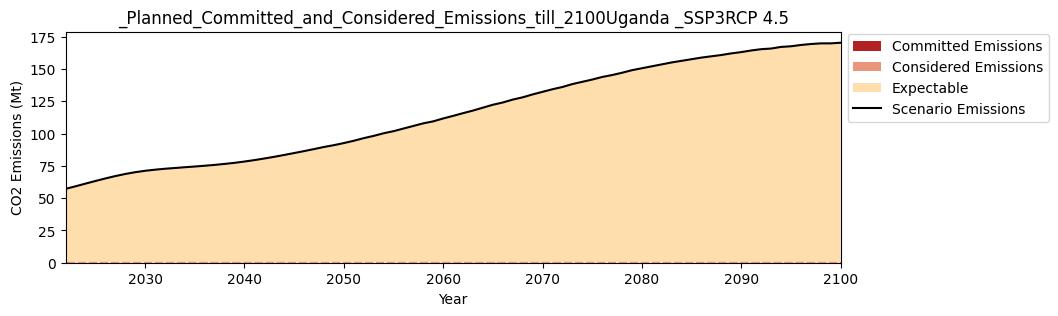 _Planned_Committed_and_Considered_Emissions_till_2100Uganda _SSP3RCP 4.5
175
150
125
100
75
50
25
0
CO2 Emissions (Mt)
2030 2040 2050 2060 2070 2080 2090 2100
Year
Committed Emissions
Considered Emissions
Expectable
Scenario Emissions